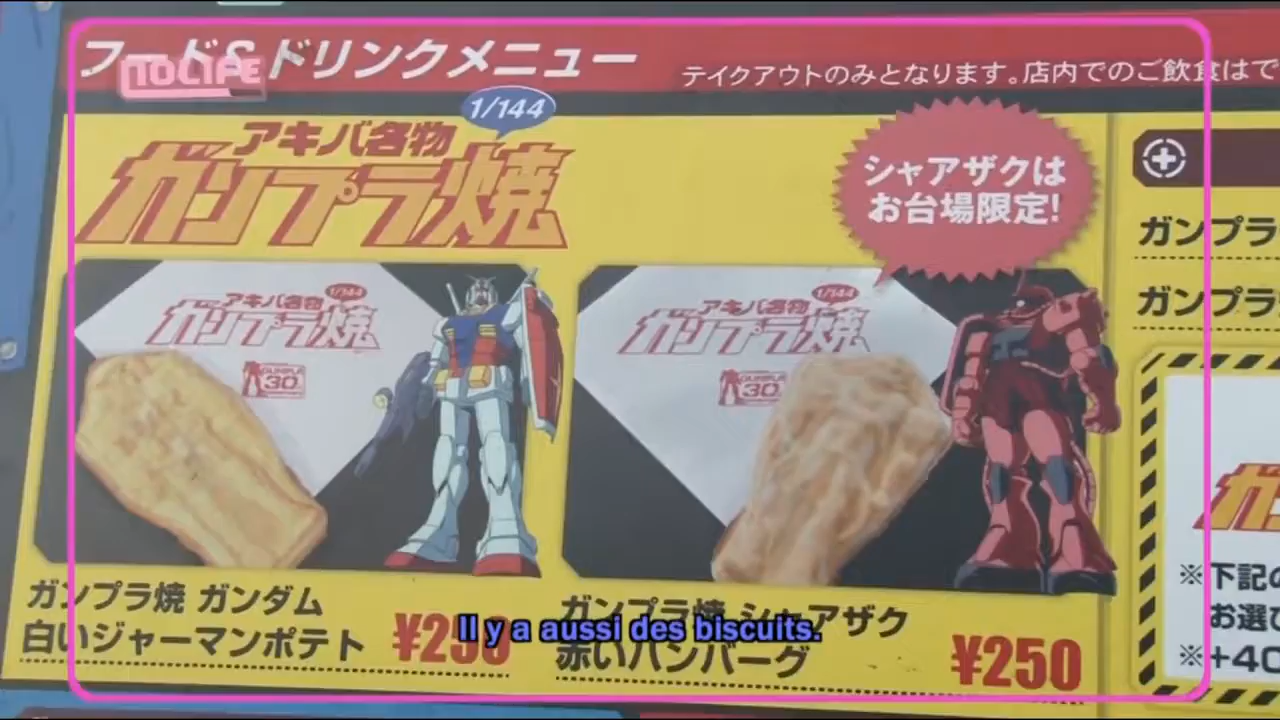 フード&ドリンクメニュー
NOLIFE
テイクアウトのみとなります。店内でのご飲食はで
1/144
アキバ名物
ガンプラ焼
シャアザクは
お台場限定!
ガンプラ
ガンプラ
アキバ名物 1/144
ガンプラ焼
GUNPLA
30
アキバ名物 1/144
ガンプラ焼
GUNPLA
30
ガンプラ焼 ガンダム
白いジャーマンポテト
¥250
ガンプラ焼 シャアザク
赤いハンバーグ
¥250
Il y a aussi des biscuits.
ガ
※下記の
お選び
※+40